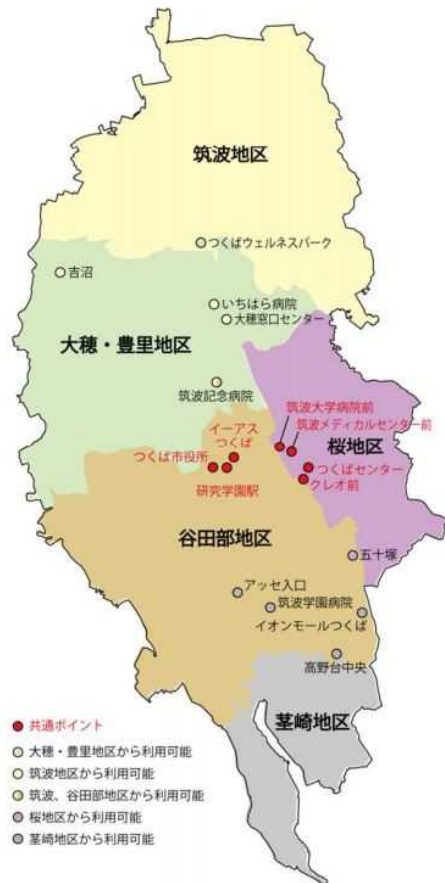 筑波地区
つくばウェルネスパーク
吉沼
いちはら病院
大穂窓口センター
大穂・豊里地区
筑波記念病院
筑波大学病院前
筑波メディカルセンター前
桜地区
イーアス
つくば
つくば市役所
つくばセンター
クレオ前
研究学園駅
谷田部地区
五十塚
アッセ入口
筑波学園病院
イオンモールつくば
高野台中央
茎崎地区
共通ポイント
大穂・豊里地区から利用可能
筑波地区から利用可能
筑波、谷田部地区から利用可能
桜地区から利用可能
茎崎地区から利用可能